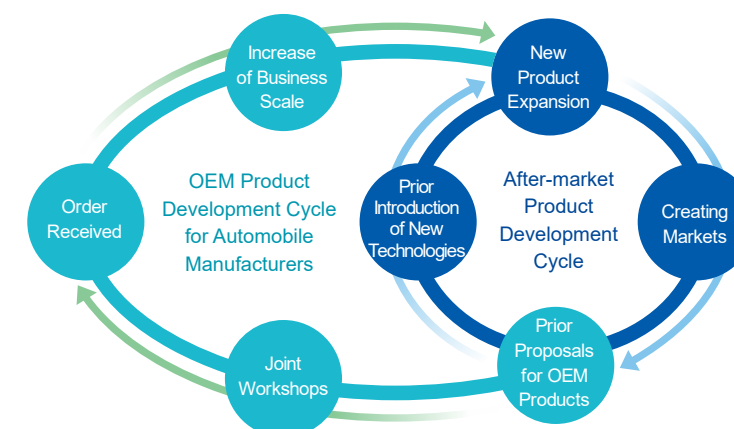 Increase
of Business
Scale
New
Product
Expansion
Order
Received
OEM Product
Development Cycle
for Automobile
Manufacturers
Prior
Introduction
of New
Technologies
After-market
Product
Development
Cycle
Creating
Markets
Joint
Workshops
Prior
Proposals
for OEM
Products